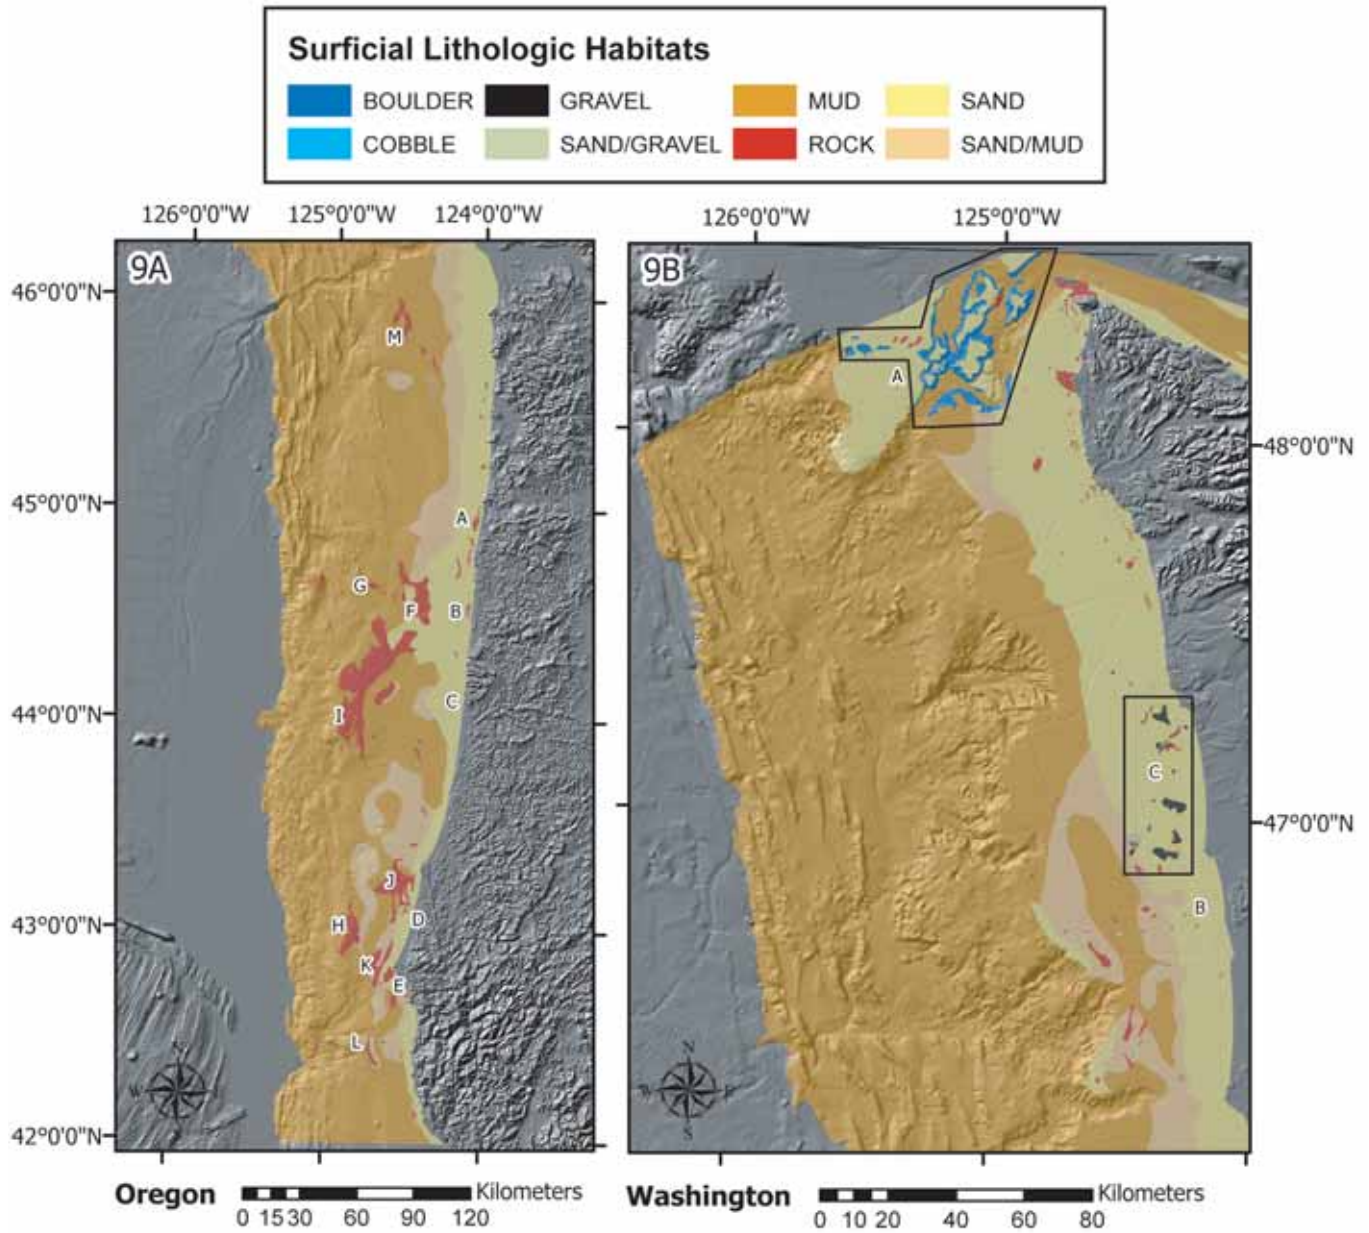 Surficial Lithologic Habitats
BOULDER GRAVEL MUD SAND
COBBLE SAND/GRAVEL ROCK SAND/MUD
126°0'0"W 125°0'0"W 124°0'0"W
126°0'0"W 125°0'0"W
9A
9B
46°0'0"N
45°0'0"N
44°0'0"N
43°0'0"N
42°0'0"N
M
A
G
F
B
C
I
J
D
H
K
E
L
A
48°0'0"N
C
47°0'0"N
B
N
S
Oregon
Kilometers
0 15 30 60 90 120
Washington
Kilometers
0 10 20 40 60 80